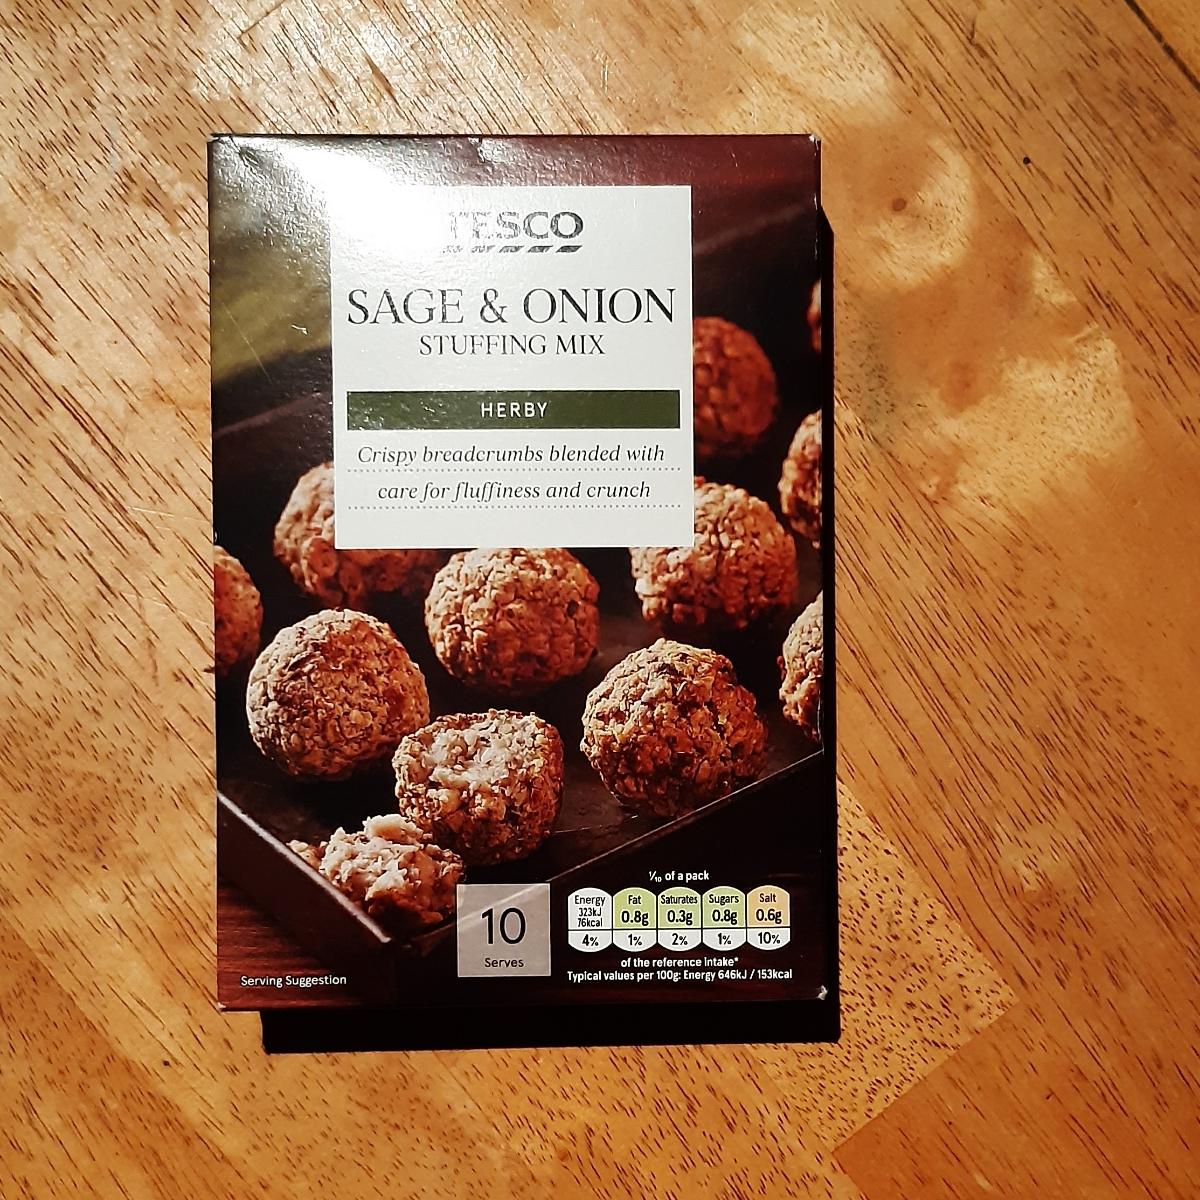 TESCO
SAGE & ONION
STUFFING MIX
HERBY
Crispy breadcrumbs blended with
care for fluffiness and crunch
10
Serves
Serving Suggestion
1/10 of a pack
Energy Fat Saturates Sugars Salt
323kJ 76kcal 0.8g 0.3g 0.8g 0.6g
4% 1% 2% 1% 10%
of the reference intake*
Typical values per 100g: Energy 646kJ / 153kcal